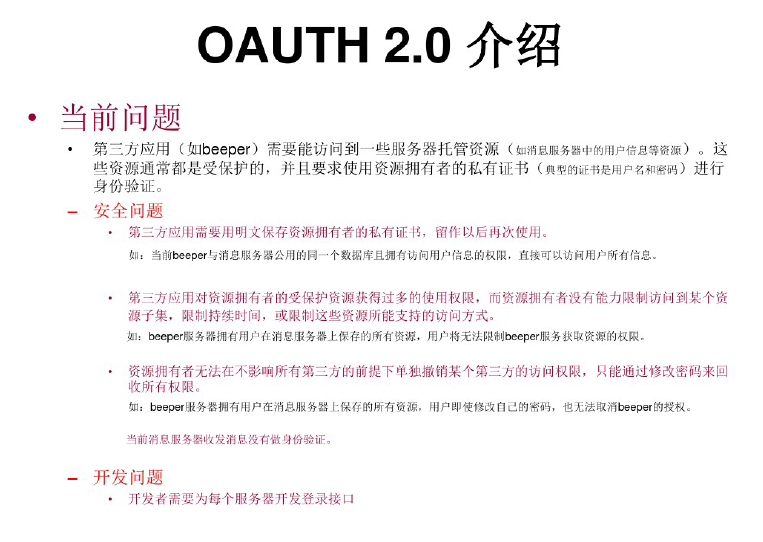 OAUTH 2.0 介绍
• 当前问题
• 第三方应用（如beeper）需要能访问到一些服务器托管资源（如消息服务器中的用户信息等资源）。这
些资源通常都是受保护的，并且要求使用资源拥有者的私有证书（典型的证书是用户名和密码）进行
身份验证。
– 安全问题
• 第三方应用需要用明文保存资源拥有者的私有证书，留作以后再次使用。
如：当前beeper与消息服务器公用的同一个数据库且拥有访问用户信息的权限，直接可以访问用户所有信息。
• 第三方应用对资源拥有者的受保护资源获得过多的使用权限，而资源拥有者没有能力限制访问到某个资
源子集，限制持续时间，或限制这些资源所能支持的访问方式。
如：beeper服务器拥有用户在消息服务器上保存的所有资源，用户将无法限制beeper服务获取资源的权限。
• 资源拥有者无法在不影响所有第三方的前提下单独撤销某个第三方的访问权限，只能通过修改密码来回
收所有权限。
如：beeper服务器拥有用户在消息服务器上保存的所有资源，用户即使修改自己的密码，也无法取消beeper的授权。
当前消息服务器收发消息没有做身份验证。
– 开发问题
• 开发者需要为每个服务器开发登录接口